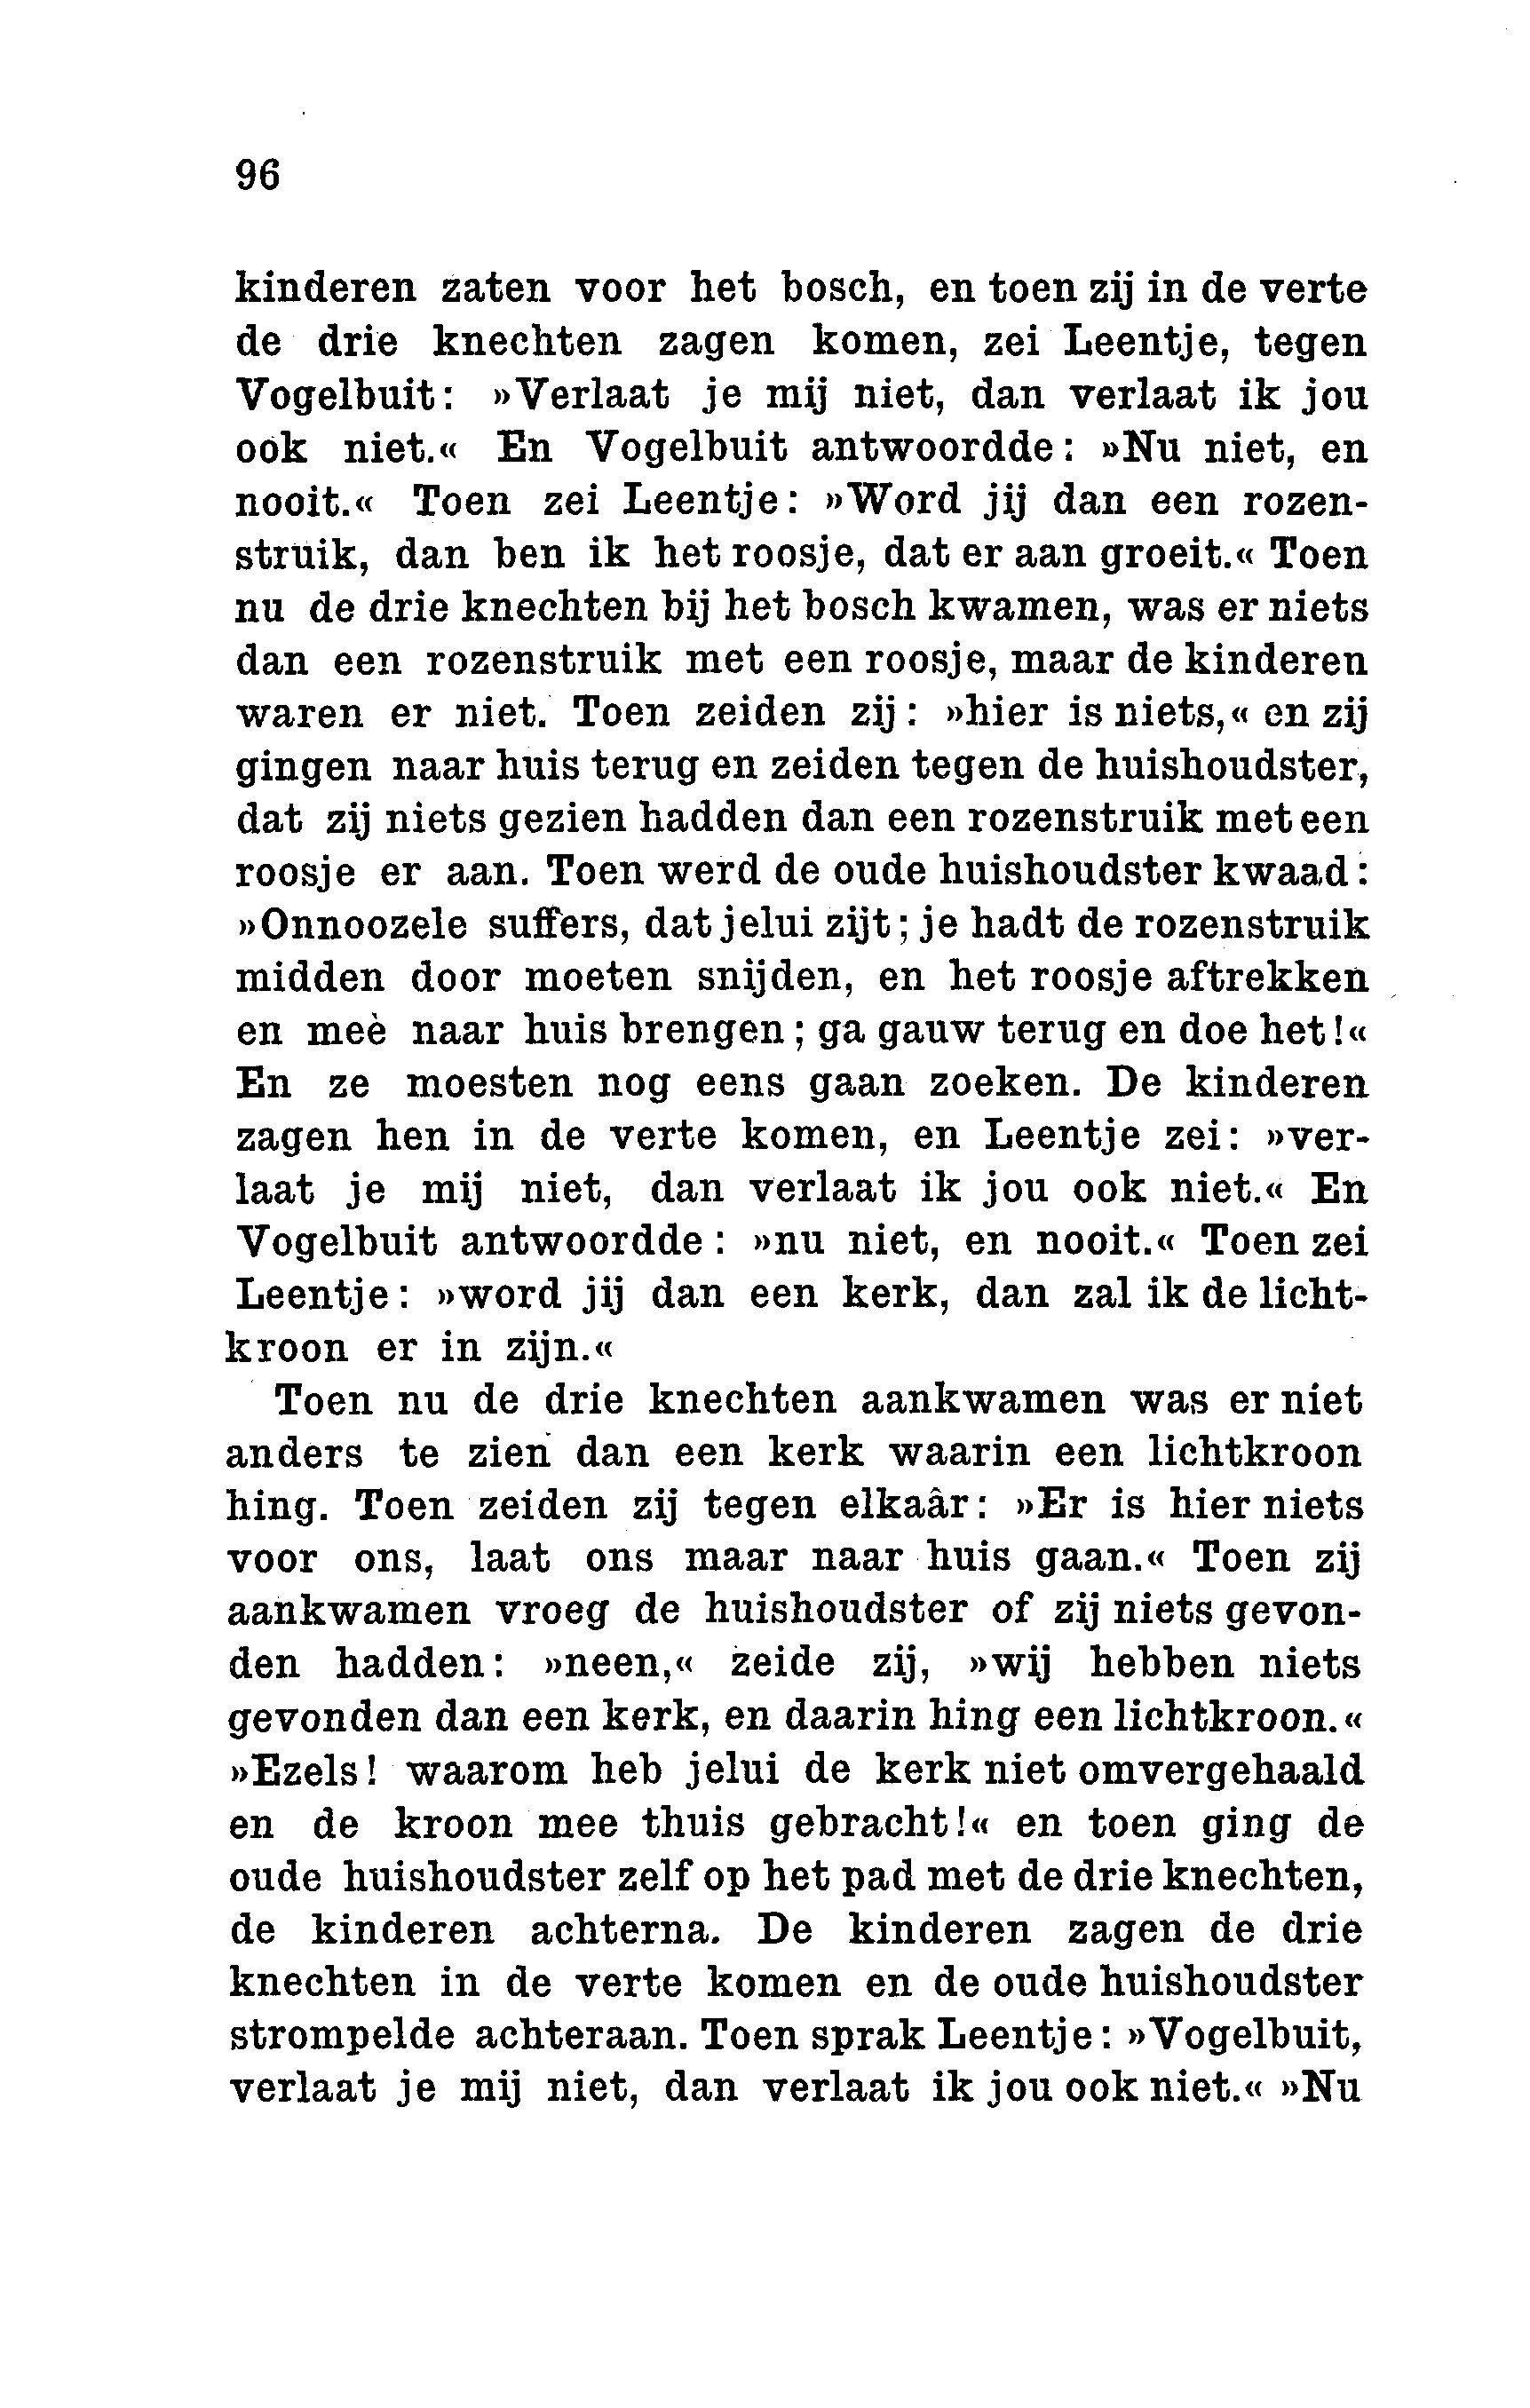 96
kinderen zaten voor het bosch, en toen zij in de verte
de drie knechten zagen komen, zei Leentje, tegen
Vogelbuit: »Verlaat je mij niet, dan verlaat ik jou
ook niet.« En Vogelbuit antwoordde: »Nu niet, en
nooit.« Toen zei Leentje: »Word jij dan een rozen-
struik, dan ben ik het roosje, dat er aan groeit.« Toen
nu de drie knechten bij het bosch kwamen, was er niets
dan een rozenstruik met een roosje, maar de kinderen
waren er niet. Toen zeiden zij: »hier is niets,« en zij
gingen naar huis terug en zeiden tegen de huishoudster,
dat zij niets gezien hadden dan een rozenstruik met een
roosje er aan. Toen werd de oude huishoudster kwaad:
»Onnoozele suffers, dat jelui zijt; je hadt de rozenstruik
midden door moeten snijden, en het roosje aftrekken
en meè naar huis brengen; ga gauw terug en doe het!«
En ze moesten nog eens gaan zoeken. De kinderen
zagen hen in de verte komen, en Leentje zei: »ver-
laat je mij niet, dan verlaat ik jou ook niet.« En
Vogelbuit antwoordde: »nu niet, en nooit.« Toen zei
Leentje: »word jij dan een kerk, dan zal ik de licht-
kroon er in zijn.«
Toen nu de drie knechten aankwamen was er niet
anders te zien dan een kerk waarin een lichtkroon
hing. Toen zeiden zij tegen elkaâr: »Er is hier niets
voor ons, laat ons maar naar huis gaan.« Toen zij
aankwamen vroeg de huishoudster of zij niets gevon-
den hadden: »neen,« zeide zij, »wij hebben niets
gevonden dan een kerk, en daarin hing een lichtkroon.«
»Ezels! waarom heb jelui de kerk niet omvergehaald
en de kroon mee thuis gebracht!« en toen ging de
oude huishoudster zelf op het pad met de drie knechten,
de kinderen achterna. De kinderen zagen de drie
knechten in de verte komen en de oude huishoudster
strompelde achteraan. Toen sprak Leentje: »Vogelbuit,
verlaat je mij niet, dan verlaat ik jou ook niet.« »Nu